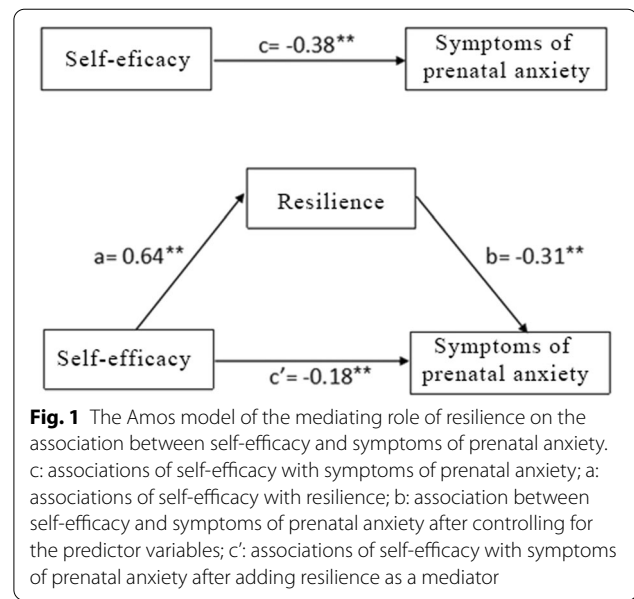 Self-eficacy
c= -0.38**
Symptoms of
prenatal anxiety
Resilience
a= 0.64**
b= -0.31**
Self-efficacy
c'= -0.18**
Symptoms of
prenatal anxiety
Fig. 1 The Amos model of the mediating role of resilience on the
association between self-efficacy and symptoms of prenatal anxiety.
c: associations of self-efficacy with symptoms of prenatal anxiety; a:
associations of self-efficacy with resilience; b: association between
self-efficacy and symptoms of prenatal anxiety after controlling for
the predictor variables; c': associations of self-efficacy with symptoms
of prenatal anxiety after adding resilience as a mediator